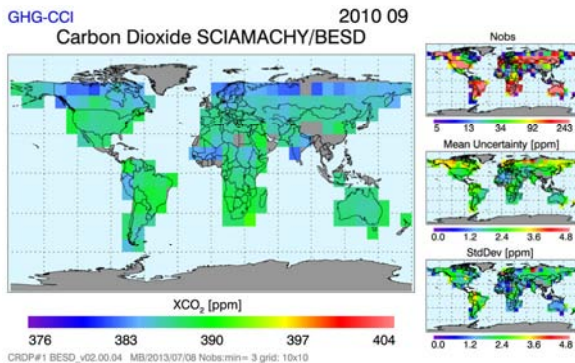 GHG-CCI
2010 09
Carbon Dioxide SCIAMACHY/BESD
XCO₂ [ppm]
376 383 390 397 404
CRDP#1 BESD_v02.00.04 MB/2013/07/08 Nobs:min= 3 grid: 10x10
Nobs
5 13 34 92 243
Mean Uncertainty [ppm]
0.0 1.2 2.4 3.6 4.8
StdDev [ppm]
0.0 1.2 2.4 3.6 4.8